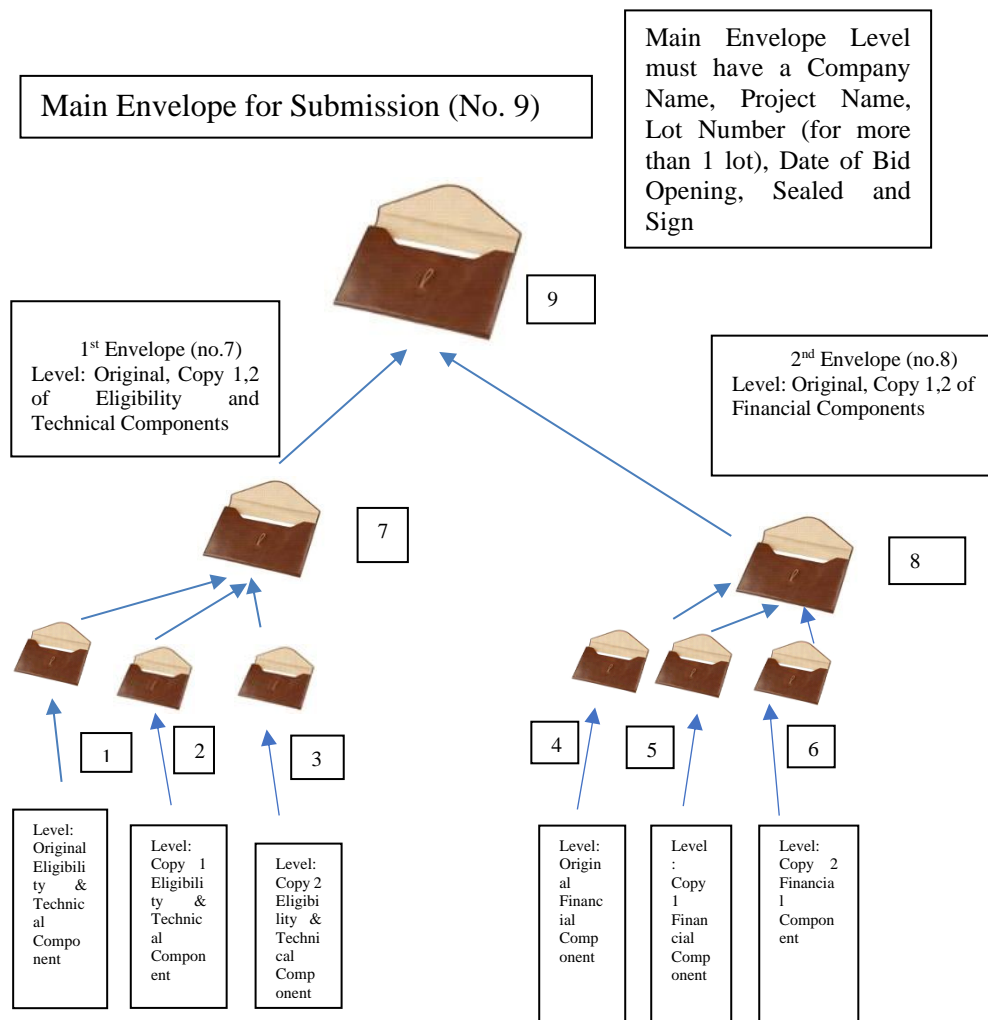 Main Envelope Level
must have a Company
Name, Project Name,
Lot Number (for more
than 1 lot), Date of Bid
Opening, Sealed and
Sign
Main Envelope for Submission (No. 9)
9
1st Envelope (no.7)
Level: Original, Copy 1,2
of Eligibility and
Technical Components
2nd Envelope (no.8)
Level: Original, Copy 1,2 of
Financial Components
7
8
1
2
3
4
5
6
Level:
Original
Eligibili
ty &
Technic
al
Compo
nent
Level:
Copy 1
Eligibili
ty &
Technic
al
Compon
ent
Level:
Copy 2
Eligibi
lity &
Techni
cal
Comp
onent
Level:
Origin
al
Financ
ial
Comp
onent
Level
:
Copy
1
Finan
cial
Comp
onent
Level:
Copy 2
Financia
l
Compon
ent